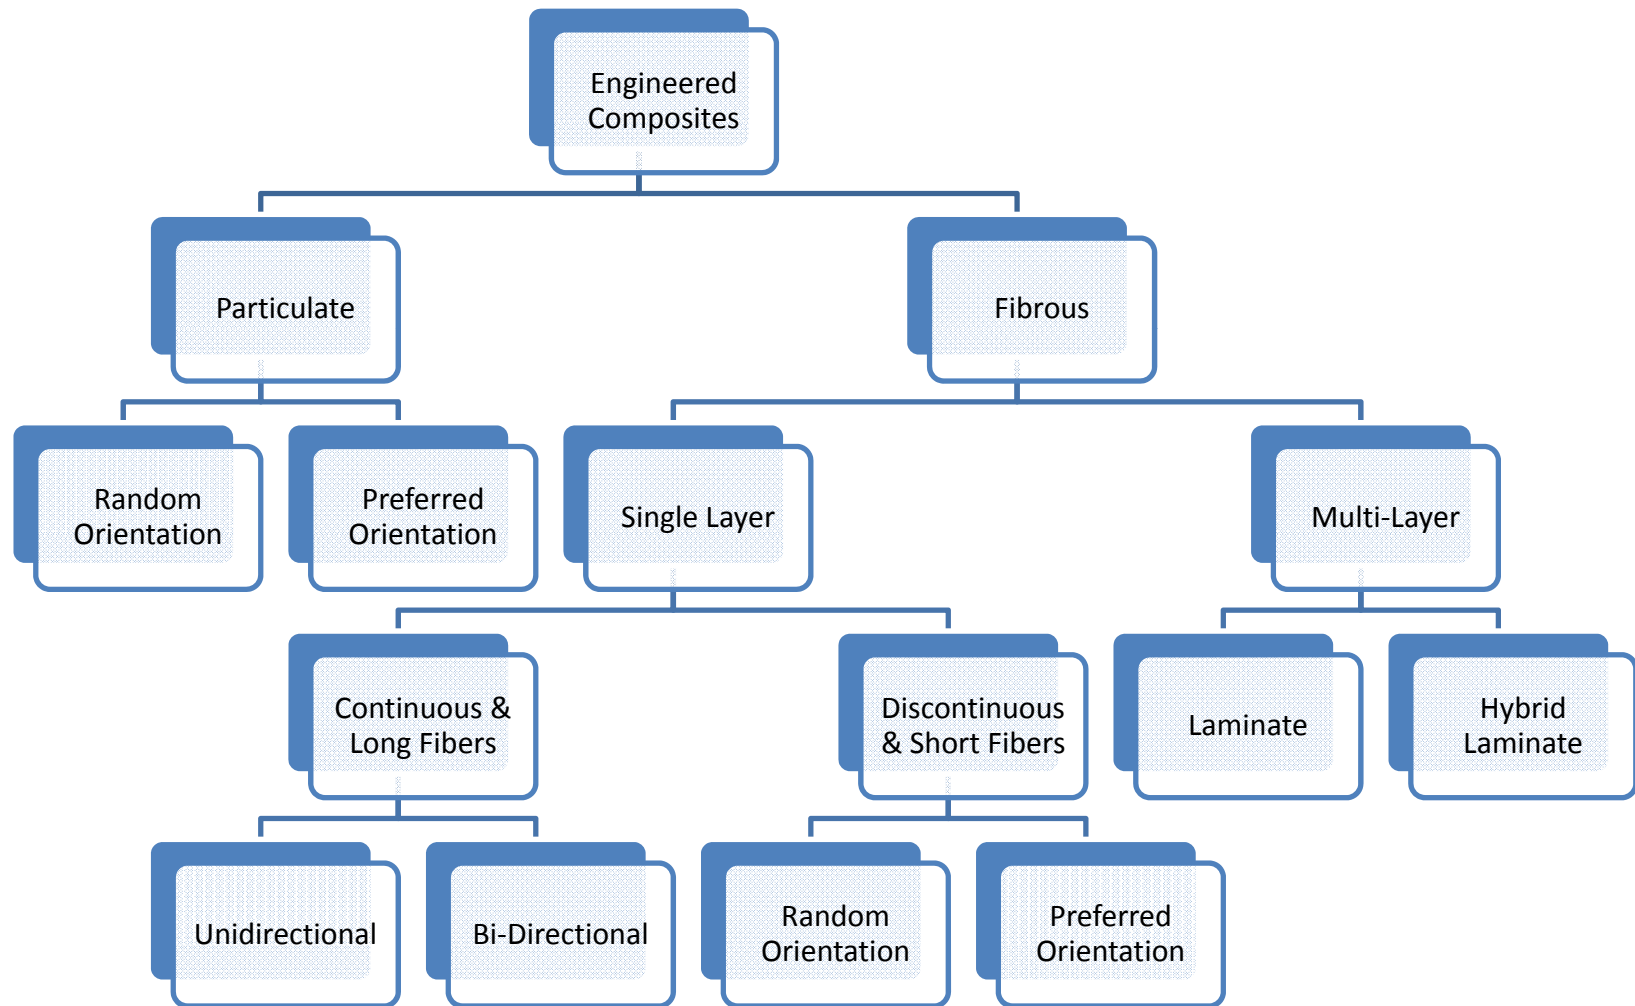 Engineered
Composites
Particulate
Fibrous
Random
Orientation
Preferred
Orientation
Single Layer
Multi-Layer
Continuous &
Long Fibers
Discontinuous
& Short Fibers
Laminate
Hybrid
Laminate
Unidirectional
Bi-Directional
Random
Orientation
Preferred
Orientation